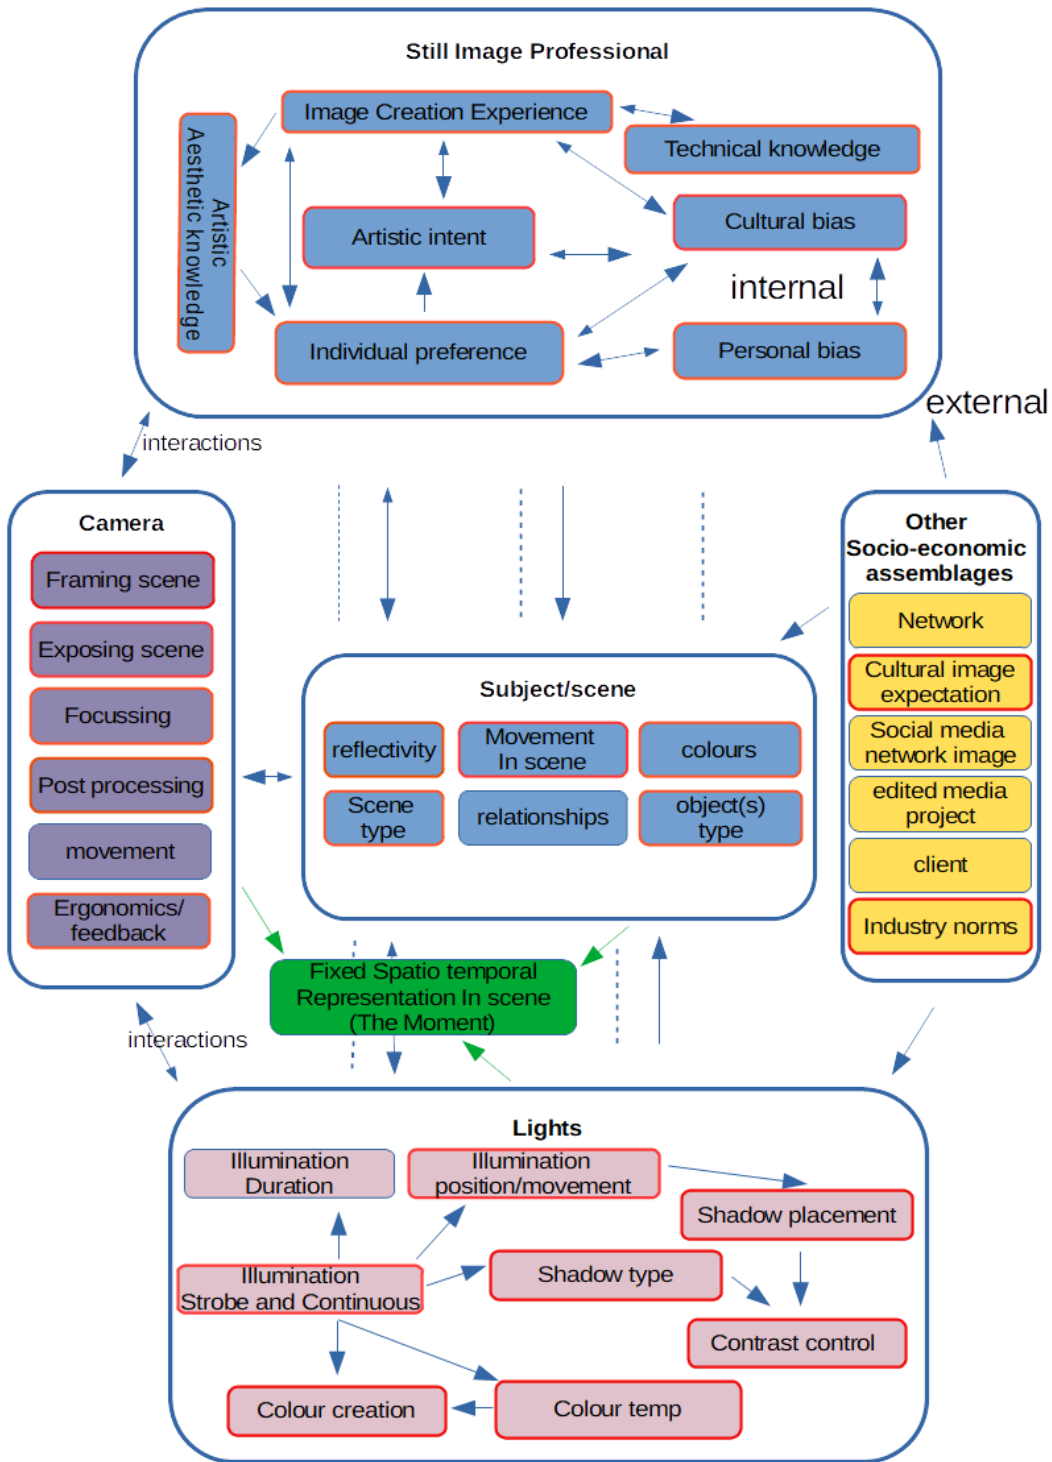 Still Image Professional
Image Creation Experience
Technical knowledge
Artistic
Aesthetic knowledge
Artistic intent
Cultural bias
internal
Individual preference
Personal bias
external
interactions
Camera
Framing scene
Exposing scene
Focussing
Post processing
movement
Ergonomics/
feedback
Other
Socio-economic
assemblages
Network
Cultural image
expectation
Social media
network image
edited media
project
client
Industry norms
Subject/scene
reflectivity
Movement
In scene
colours
Scene
type
relationships
object(s)
type
Fixed Spatio temporal
Representation In scene
(The Moment)
interactions
Lights
Illumination
Duration
Illumination
position/movement
Shadow placement
Illumination
Strobe and Continuous
Shadow type
Contrast control
Colour creation
Colour temp